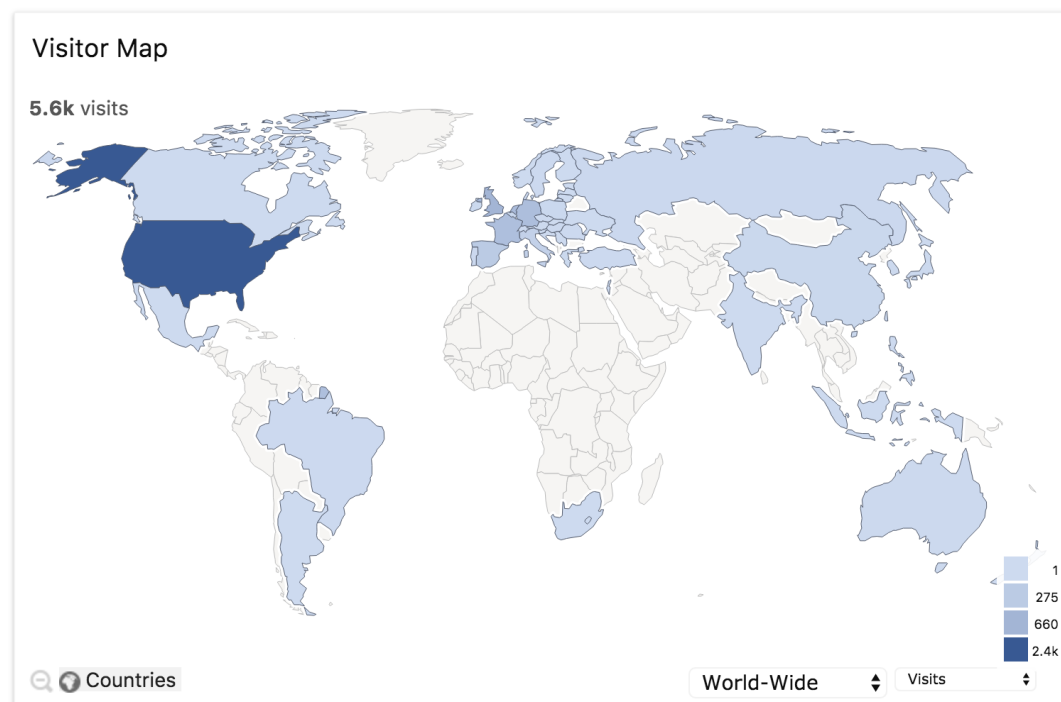 Visitor Map
5.6k visits
1
275
660
2.4k
Countries
World-Wide
Visits